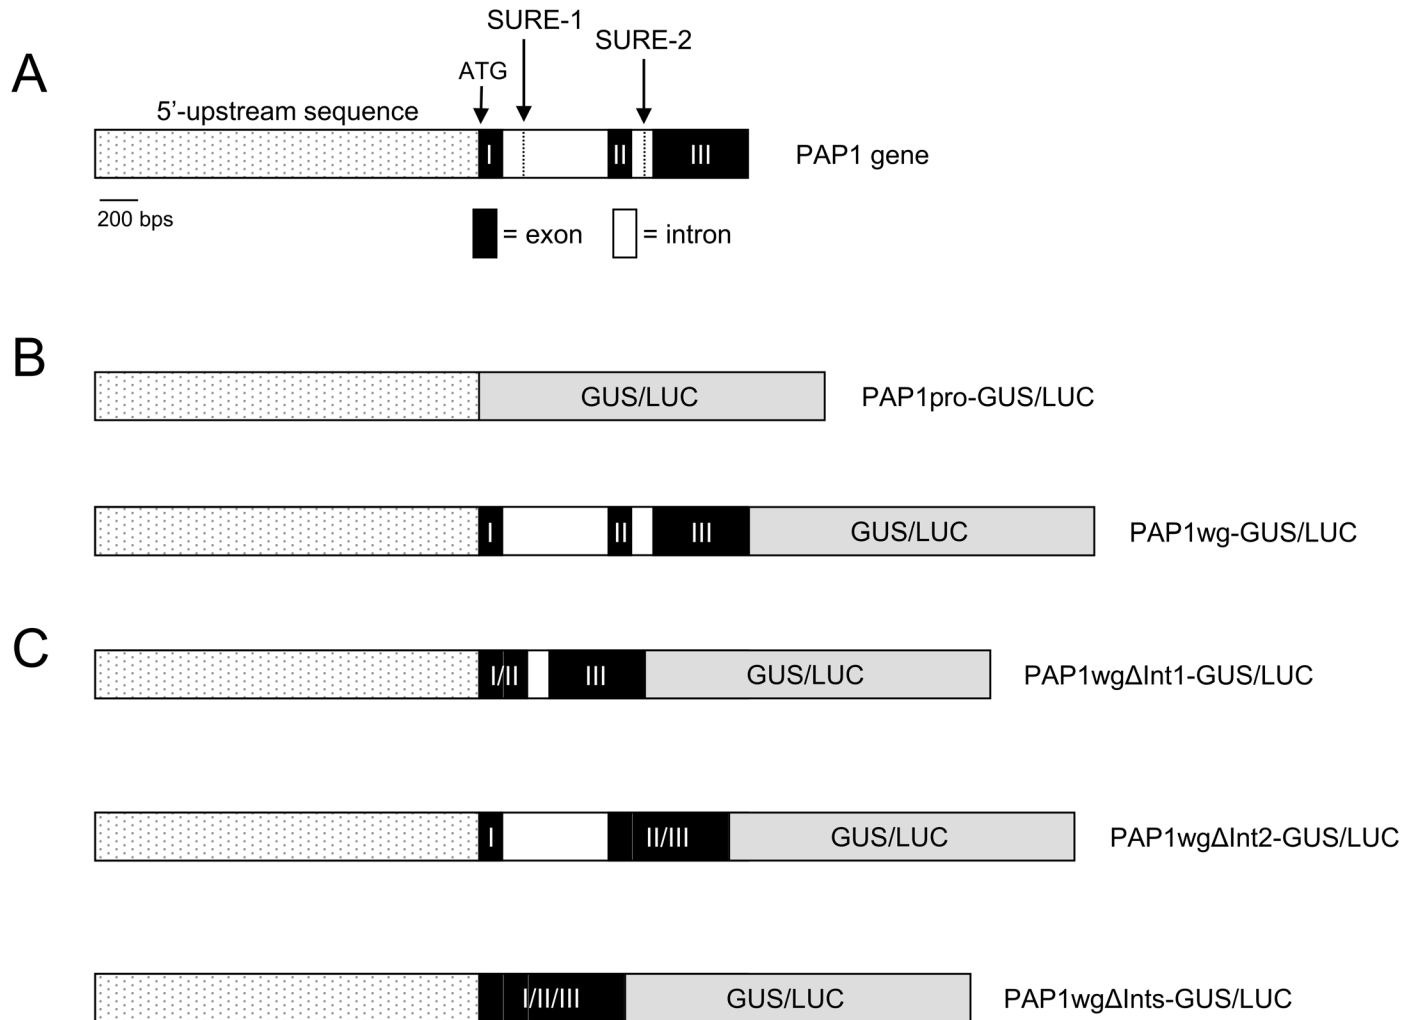 A
SURE-1
SURE-2
ATG
5’-upstream sequence
I
II
III
PAP1 gene
200 bps
= exon
= intron
B
GUS/LUC
PAP1pro-GUS/LUC
I
II
III
GUS/LUC
PAP1wg-GUS/LUC
C
I/II
III
GUS/LUC
PAP1wgΔInt1-GUS/LUC
I
II/III
GUS/LUC
PAP1wgΔInt2-GUS/LUC
I/II/III
GUS/LUC
PAP1wgΔInts-GUS/LUC